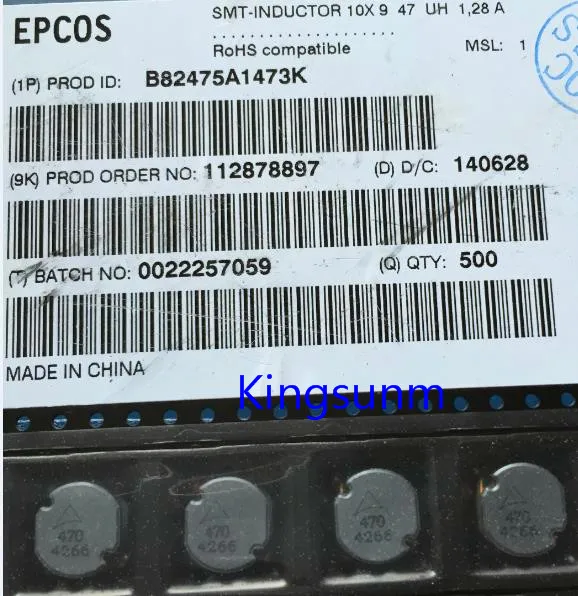 EPCOS
SMT-INDUCTOR 10X 9 47 UH 1,28 A
RoHS compatible
MSL: 1
(1P) PROD ID: B82475A1473K
(9K) PROD ORDER NO: 112878897
(D) D/C: 140628
(T) BATCH NO: 0022257059
(Q) QTY: 500
MADE IN CHINA
Kingsunm
470
4266
470
4266
470
4266
470
4266